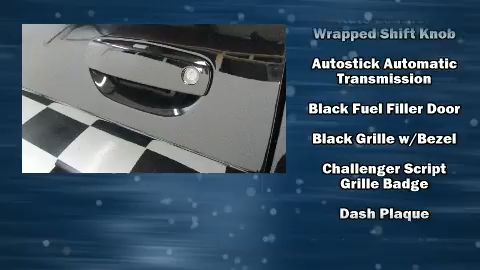 Wrapped Shift Knob
Autostick Automatic
Transmission
Black Fuel Filler Door
Black Grille w/Bezel
Challenger Script
Grille Badge
Dash Plaque